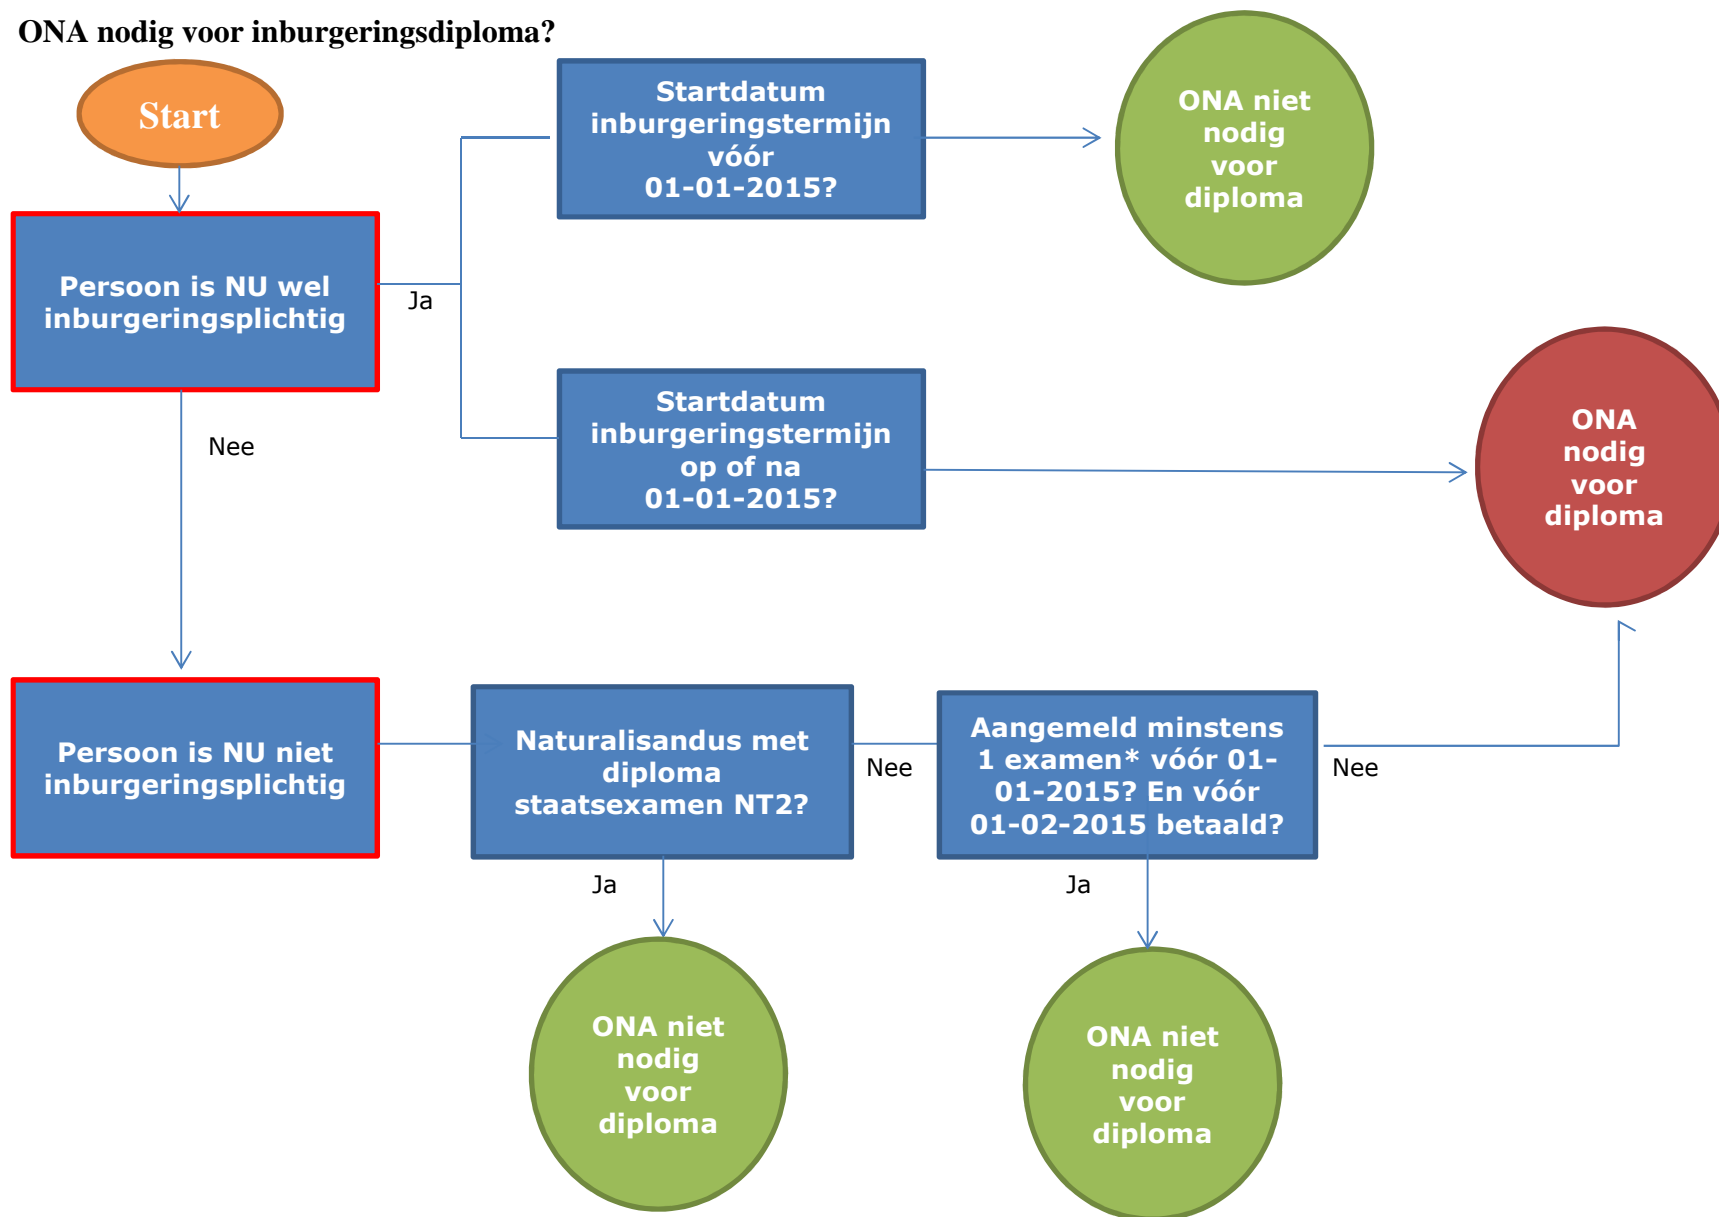 ONA nodig voor inburgeringsdiploma?
Start
Startdatum
inburgeringstermijn
vóór
01-01-2015?
ONA niet
nodig
voor
diploma
Persoon is NU wel
inburgeringsplichtig
Ja
Startdatum
inburgeringstermijn
op of na
01-01-2015?
ONA
nodig
voor
diploma
Nee
Persoon is NU niet
inburgeringsplichtig
Naturalisandus met
diploma
staatsexamen NT2?
Nee
Aangemeld minstens
1 examen* vóór 01-
01-2015? En vóór
01-02-2015 betaald?
Nee
Ja
Ja
ONA niet
nodig
voor
diploma
ONA niet
nodig
voor
diploma